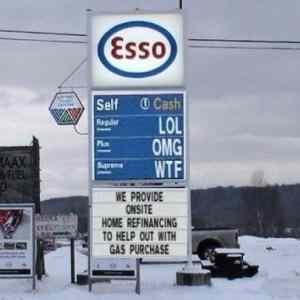 Esso
Self Cash
Regular LOL
Plus OMG
Supreme WTF
WE PROVIDE
ONSITE
HOME REFINANCING
TO HELP OUT WITH
GAS PURCHASE